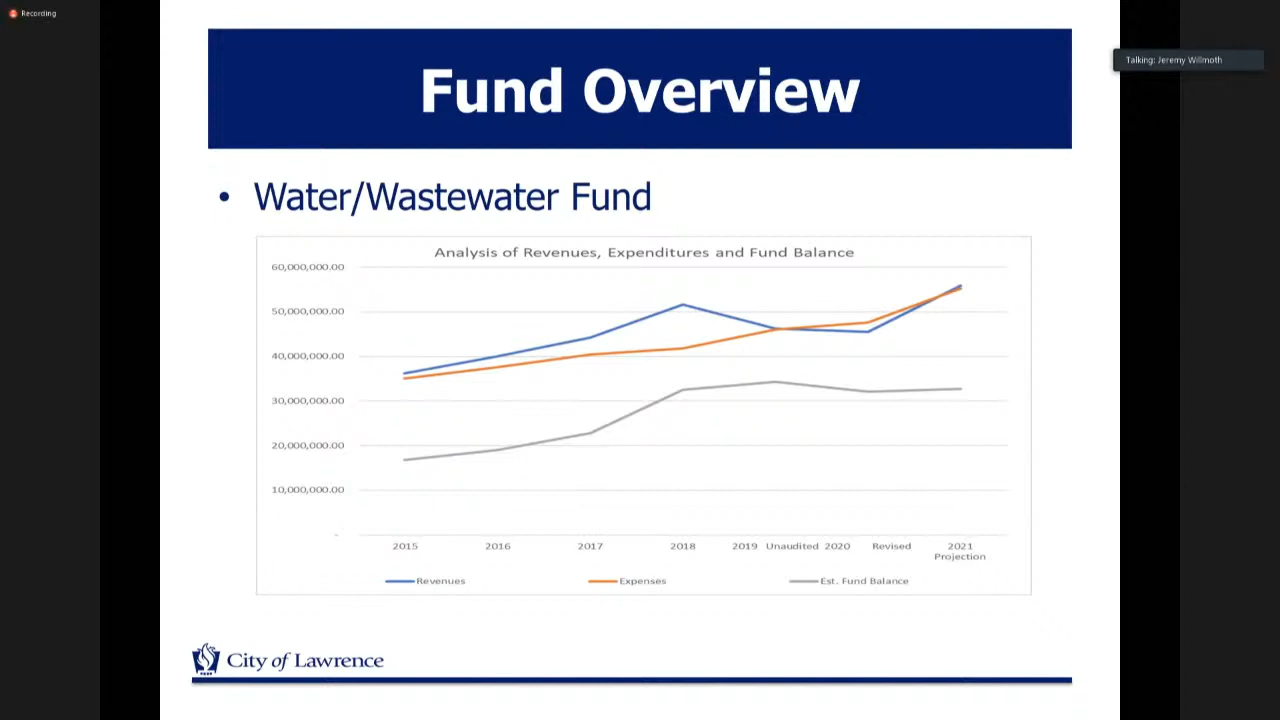 Recording
Talking: Jeremy Willmoth
Fund Overview
• Water/Wastewater Fund
Analysis of Revenues, Expenditures and Fund Balance
60,000,000.00
50,000,000.00
40,000,000.00
30,000,000.00
20,000,000.00
10,000,000.00
-
2015 2016 2017 2018 2019 Unaudited 2020 Revised 2021
Projection
Revenues Expenses Est. Fund Balance
City of Lawrence